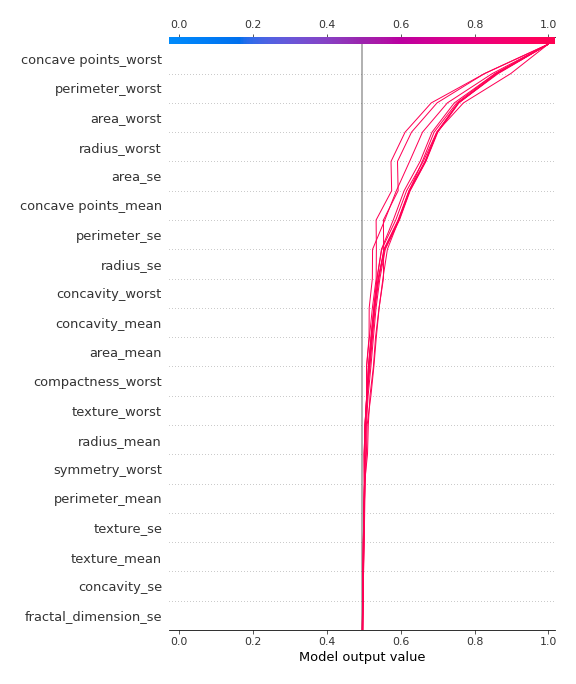 0.0 0.2 0.4 0.6 0.8 1.0
concave points_worst
perimeter_worst
area_worst
radius_worst
area_se
concave points_mean
perimeter_se
radius_se
concavity_worst
concavity_mean
area_mean
compactness_worst
texture_worst
radius_mean
symmetry_worst
perimeter_mean
texture_se
texture_mean
concavity_se
fractal_dimension_se
0.0 0.2 0.4 0.6 0.8 1.0
Model output value